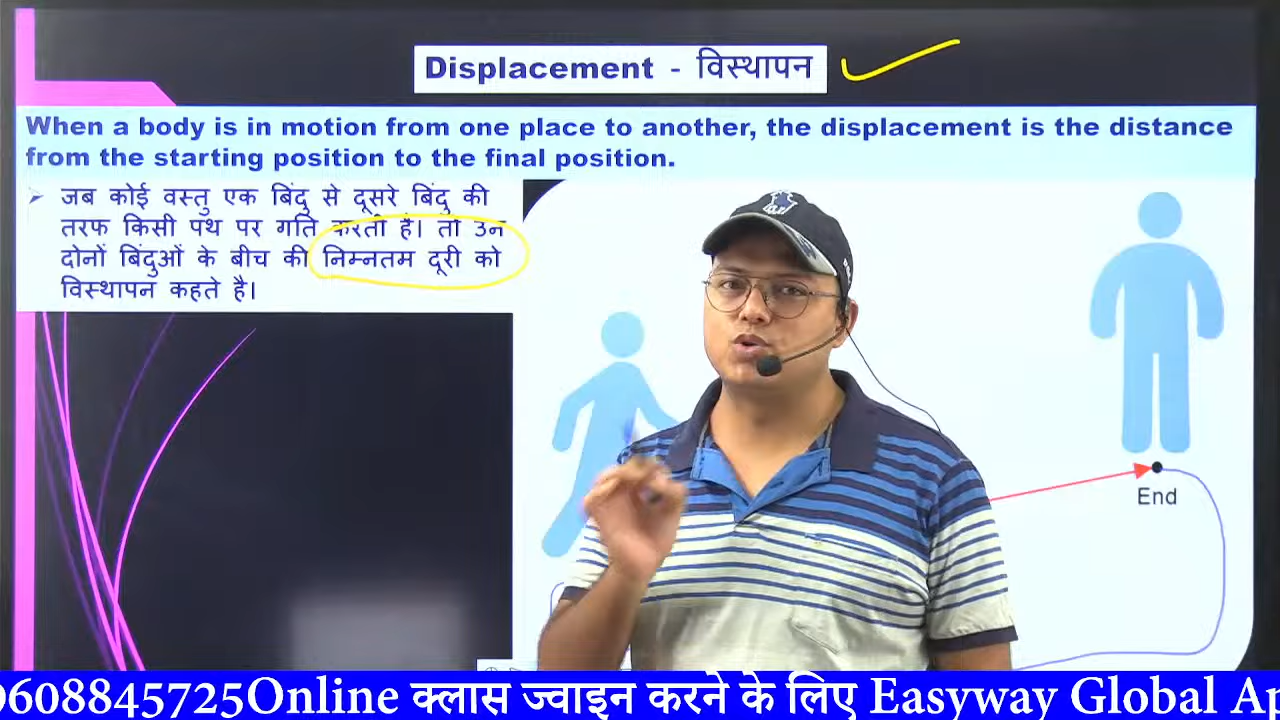 Displacement - विस्थापन
When a body is in motion from one place to another, the displacement is the distance
from the starting position to the final position.
जब कोई वस्तु एक बिंदु से दूसरे बिंदु की
तरफ किसी पथ पर गति करती है। तो उन
दोनों बिंदुओं के बीच की निम्नतम दूरी को
विस्थापन कहते है।
End
0608845725Online क्लास ज्वाइन करने के लिए Easyway Global